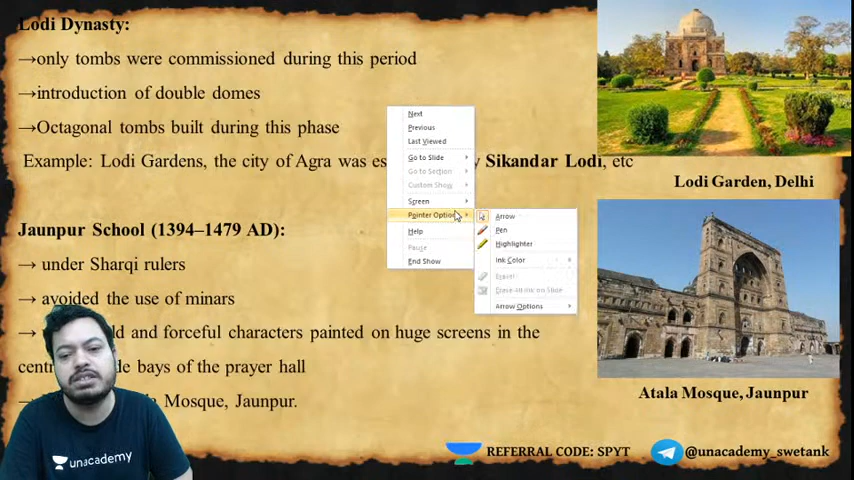 Lodi Dynasty:
→only tombs were commissioned during this period
→introduction of double domes
→Octagonal tombs built during this phase
Example: Lodi Gardens, the city of Agra was es y Sikandar Lodi, etc
Lodi Garden, Delhi
Jaunpur School (1394–1479 AD):
→ under Sharqi rulers
→ avoided the use of minars
→ ld and forceful characters painted on huge screens in the
centr de bays of the prayer hall
→ Mosque, Jaunpur.
Atala Mosque, Jaunpur
Next
Previous
Last Viewed
Go to Slide
Go to Section
Custom Show
Screen
Pointer Options
Help
Pause
End Show
Arrow
Pen
Highlighter
Ink Color
Eraser
Erase All Ink on Slide
Arrow Options
unacademy
REFERRAL CODE: SPYT
@unacademy_swetank